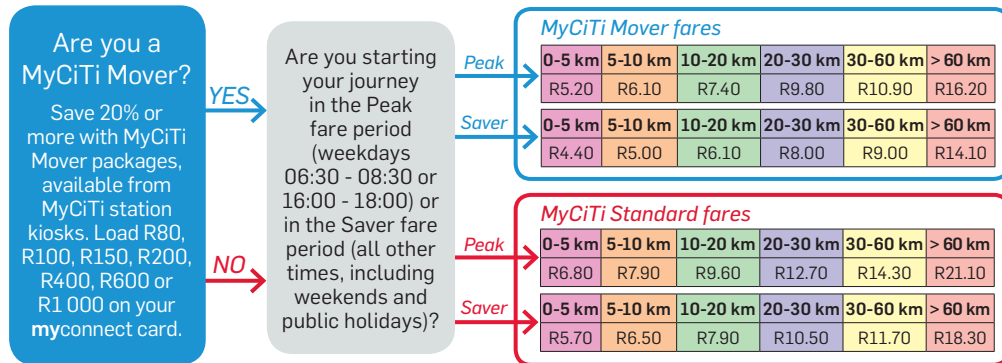 Are you a
MyCiTi Mover?
Save 20% or
more with MyCiTi
Mover packages,
available from
MyCiTi station
kiosks. Load R80,
R100, R150, R200,
R400, R600 or
R1 000 on your
myconnect card.
YES
NO
Are you starting
your journey
in the Peak
fare period
(weekdays
06:30 - 08:30 or
16:00 - 18:00) or
in the Saver fare
period (all other
times, including
weekends and
public holidays)?
Peak
Saver
MyCiTi Mover fares
0-5 km 5-10 km 10-20 km 20-30 km 30-60 km > 60 km
R5.20 R6.10 R7.40 R9.80 R10.90 R16.20
0-5 km 5-10 km 10-20 km 20-30 km 30-60 km > 60 km
R4.40 R5.00 R6.10 R8.00 R9.00 R14.10
Peak
Saver
MyCiTi Standard fares
0-5 km 5-10 km 10-20 km 20-30 km 30-60 km > 60 km
R6.80 R7.90 R9.60 R12.70 R14.30 R21.10
0-5 km 5-10 km 10-20 km 20-30 km 30-60 km > 60 km
R5.70 R6.50 R7.90 R10.50 R11.70 R18.30